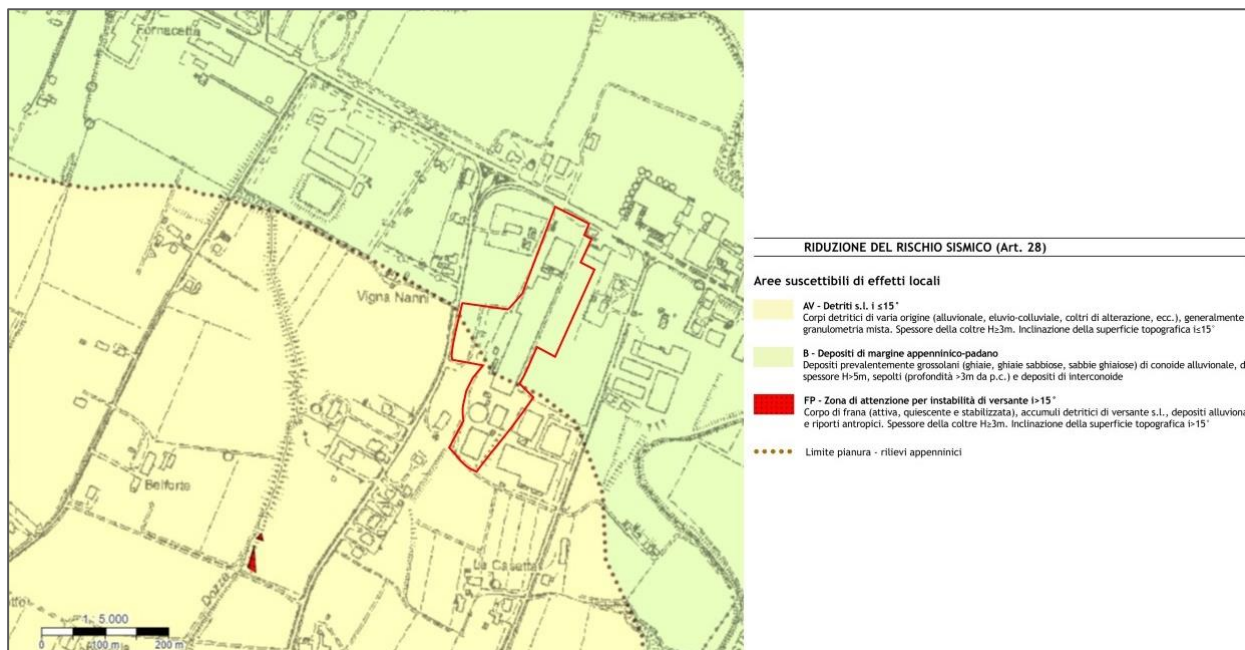 Fornacetta
Vigna Nanni
Belforte
Dozza
La Casetta
1: 5.000
0 100 m 200 m
RIDUZIONE DEL RISCHIO SISMICO (Art. 28)
Aree suscettibili di effetti locali
AV - Detriti s.l. i ≤15°
Corpi detritici di varia origine (alluvionale, eluvio-colluviale, coltri di alterazione, ecc.), generalmente
granulometria mista. Spessore della coltre H≥3m. Inclinazione della superficie topografica i≤15°
B - Depositi di margine appenninico-padano
Depositi prevalentemente grossolani (ghiaie, ghiaie sabbiose, sabbie ghiaiose) di conoide alluvionale, d
spessore H>5m, sepolti (profondità >3m da p.c.) e depositi di interconoide
FP - Zona di attenzione per instabilità di versante i>15°
Corpo di frana (attiva, quiescente e stabilizzata), accumuli detritici di versante s.l., depositi alluviona
e riporti antropici. Spessore della coltre H≥3m. Inclinazione della superficie topografica i>15°
Limite pianura - rilievi appenninici